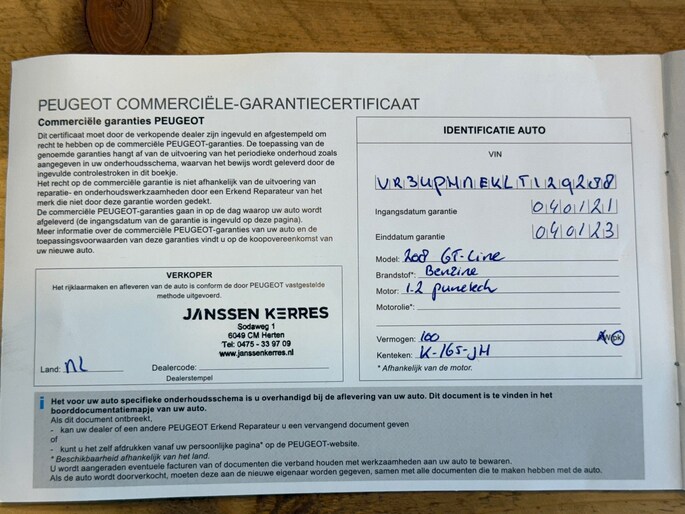 PEUGEOT COMMERCIËLE-GARANTIECERTIFICAAT
Commerciële garanties PEUGEOT
Dit certificaat moet door de verkopende dealer zijn ingevuld en afgestempeld om
recht te hebben op de commerciële PEUGEOT-garanties. De toepassing van de
genoemde garanties hangt af van de uitvoering van het periodieke onderhoud zoals
aangegeven in uw onderhoudsschema, waarvan het bewijs wordt geleverd door de
ingevulde controlestroken in dit boekje.
Het recht op de commerciële garantie is niet afhankelijk van de uitvoering van
reparatie- en onderhoudswerkzaamheden door een Erkend Reparateur van het
merk die niet door deze garantie worden gedekt.
De commerciële PEUGEOT-garanties gaan in op de dag waarop uw auto wordt
afgeleverd (de ingangsdatum van de garantie is ingevuld op deze pagina).
Meer informatie over de commerciële PEUGEOT-garanties van uw auto en de
toepassingsvoorwaarden van deze garanties vindt u op de koopovereenkomst van
uw nieuwe auto.
VERKOPER
Het rijklaarmaken en afleveren van de auto is conform de door PEUGEOT vastgestelde
methode uitgevoerd.
JANSSEN KERRES
Sodaweg 1
6049 CM Herten
Tel: 0475 - 33 97 09
www.janssenkerres.nl
Land: NL
Dealercode:
Dealerstempel
IDENTIFICATIE AUTO
VIN
VR3UPHNEKLT129288
Ingangsdatum garantie 040121
Einddatum garantie 040123
Model: 2008 GT-Line
Brandstof*: Benzine
Motor: 1.2 puretech
Motorolie*:
Vermogen: 100 kW/pk
Kenteken: K-165-JH
* Afhankelijk van de motor.
i Het voor uw auto specifieke onderhoudsschema is u overhandigd bij de aflevering van uw auto. Dit document is te vinden in het
boorddocumentatiemapje van uw auto.
Als dit document ontbreekt,
- kan uw dealer of een andere PEUGEOT Erkend Reparateur u een vervangend document geven
of
- kunt u het zelf afdrukken vanaf uw persoonlijke pagina* op de PEUGEOT-website.
* Beschikbaarheid afhankelijk van het land.
U wordt aangeraden eventuele facturen van of documenten die verband houden met werkzaamheden aan uw auto te bewaren.
Als de auto wordt doorverkocht, moeten deze aan de nieuwe eigenaar worden gegeven, samen met alle documenten die te maken hebben met de auto.